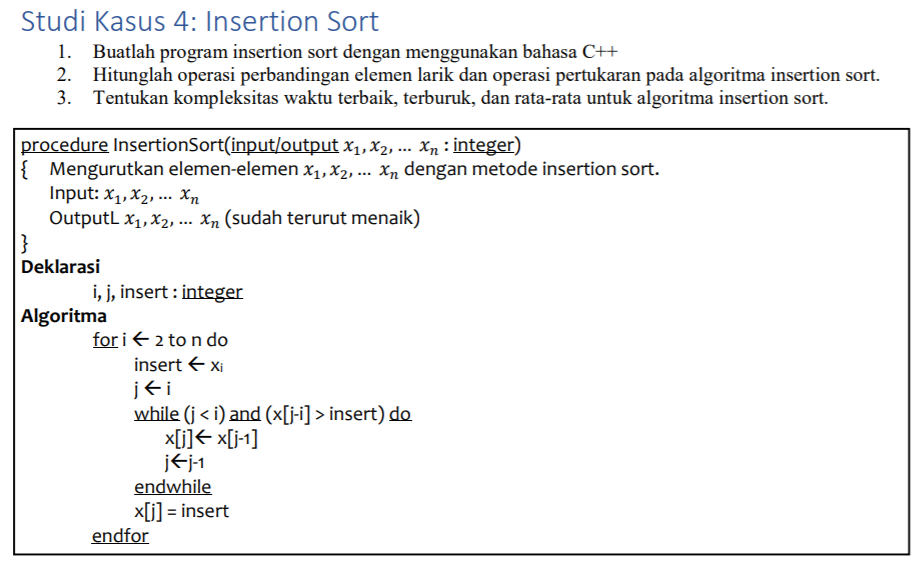 Studi Kasus 4: Insertion Sort
1. Buatlah program insertion sort dengan menggunakan bahasa C++
2. Hitunglah operasi perbandingan elemen larik dan operasi pertukaran pada algoritma insertion sort.
3. Tentukan kompleksitas waktu terbaik, terburuk, dan rata-rata untuk algoritma insertion sort.
procedure InsertionSort(input/output x₁, x₂, ... xₙ : integer)
{ Mengurutkan elemen-elemen x₁, x₂, ... xₙ dengan metode insertion sort.
Input: x₁, x₂, ... xₙ
OutputL x₁, x₂, ... xₙ (sudah terurut menaik)
}
Deklarasi
i, j, insert : integer
Algoritma
for i ← 2 to n do
insert ← xᵢ
j ← i
while (j < i) and (x[j-i] > insert) do
x[j]← x[j-1]
j←j-1
endwhile
x[j] = insert
endfor